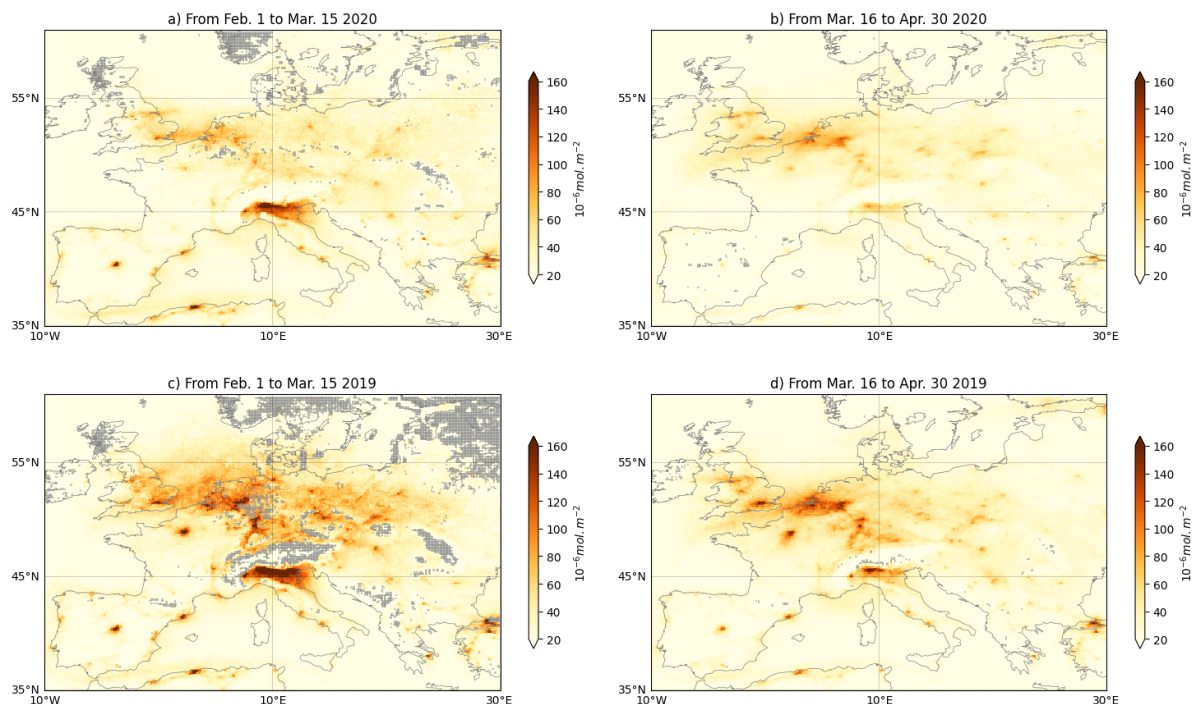 a) From Feb. 1 to Mar. 15 2020
55°N
45°N
35°N
10°W
10°E
30°E
160
140
120
100
80
60
40
20
10⁻⁶mol.m⁻²
b) From Mar. 16 to Apr. 30 2020
55°N
45°N
35°N
10°W
10°E
30°E
160
140
120
100
80
60
40
20
10⁻⁶mol.m⁻²
c) From Feb. 1 to Mar. 15 2019
55°N
45°N
35°N
10°W
10°E
30°E
160
140
120
100
80
60
40
20
10⁻⁶mol.m⁻²
d) From Mar. 16 to Apr. 30 2019
55°N
45°N
35°N
10°W
10°E
30°E
160
140
120
100
80
60
40
20
10⁻⁶mol.m⁻²